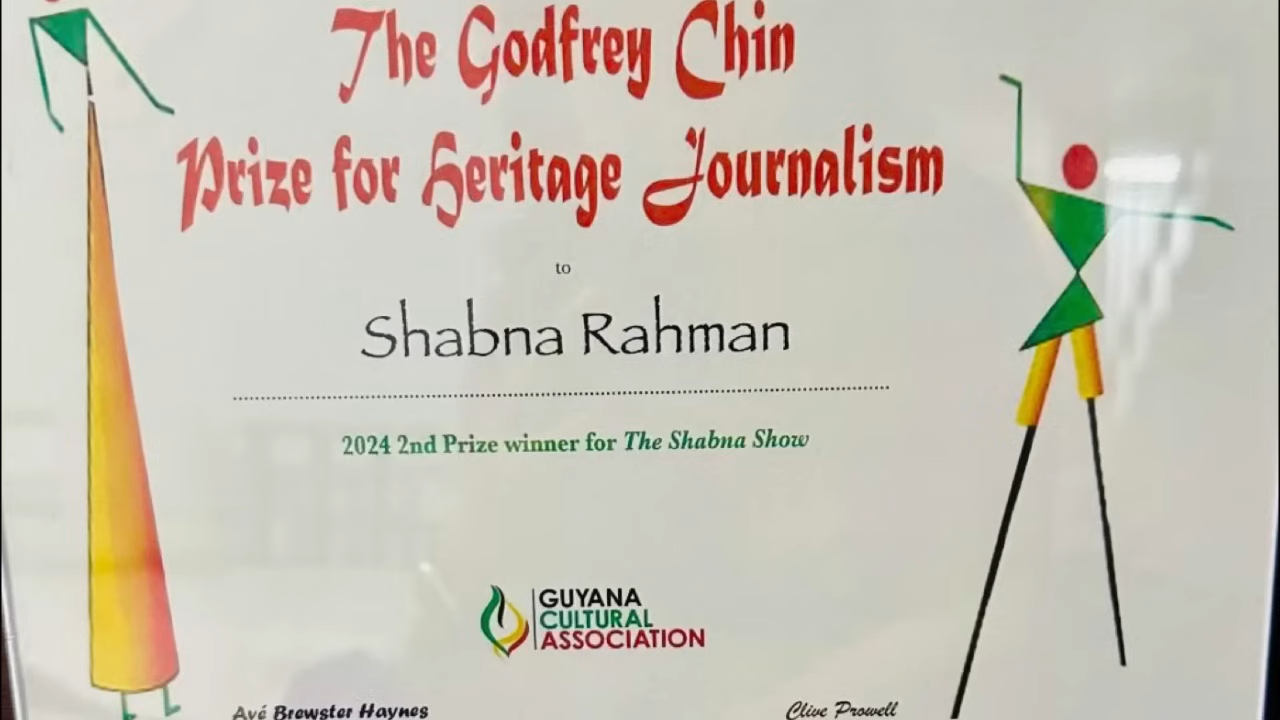 The Godfrey Chin
Prize for Heritage Journalism
to
Shabna Rahman
2024 2nd Prize winner for The Shabna Show
GUYANA
CULTURAL
ASSOCIATION
Avé Brewster Haynes
Clive Prowell